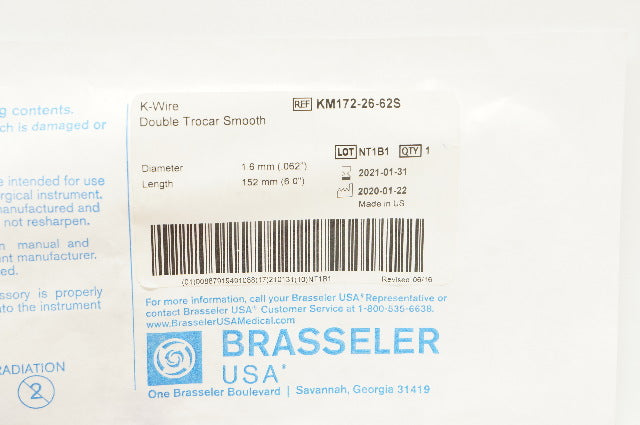 g contents.
ch is damaged or
e intended for use
rgical instrument.
anufactured and
not resharpen.
n manual and
nt manufacturer.
ed.
ssory is properly
to the instrument
RADIATION
2
K-Wire
REF KM172-26-62S
Double Trocar Smooth
LOT NT1B1 QTY 1
Diameter 1.6 mm (.062")
2021-01-31
Length 152 mm (6.0")
2020-01-22
Made in US
Revised 06/16
For more information, call your Brasseler USA® Representative or
contact Brasseler USA® Customer Service at 1-800-535-6638.
www.BrasselerUSAMedical.com
BRASSELER
USA®
One Brasseler Boulevard | Savannah, Georgia 31419